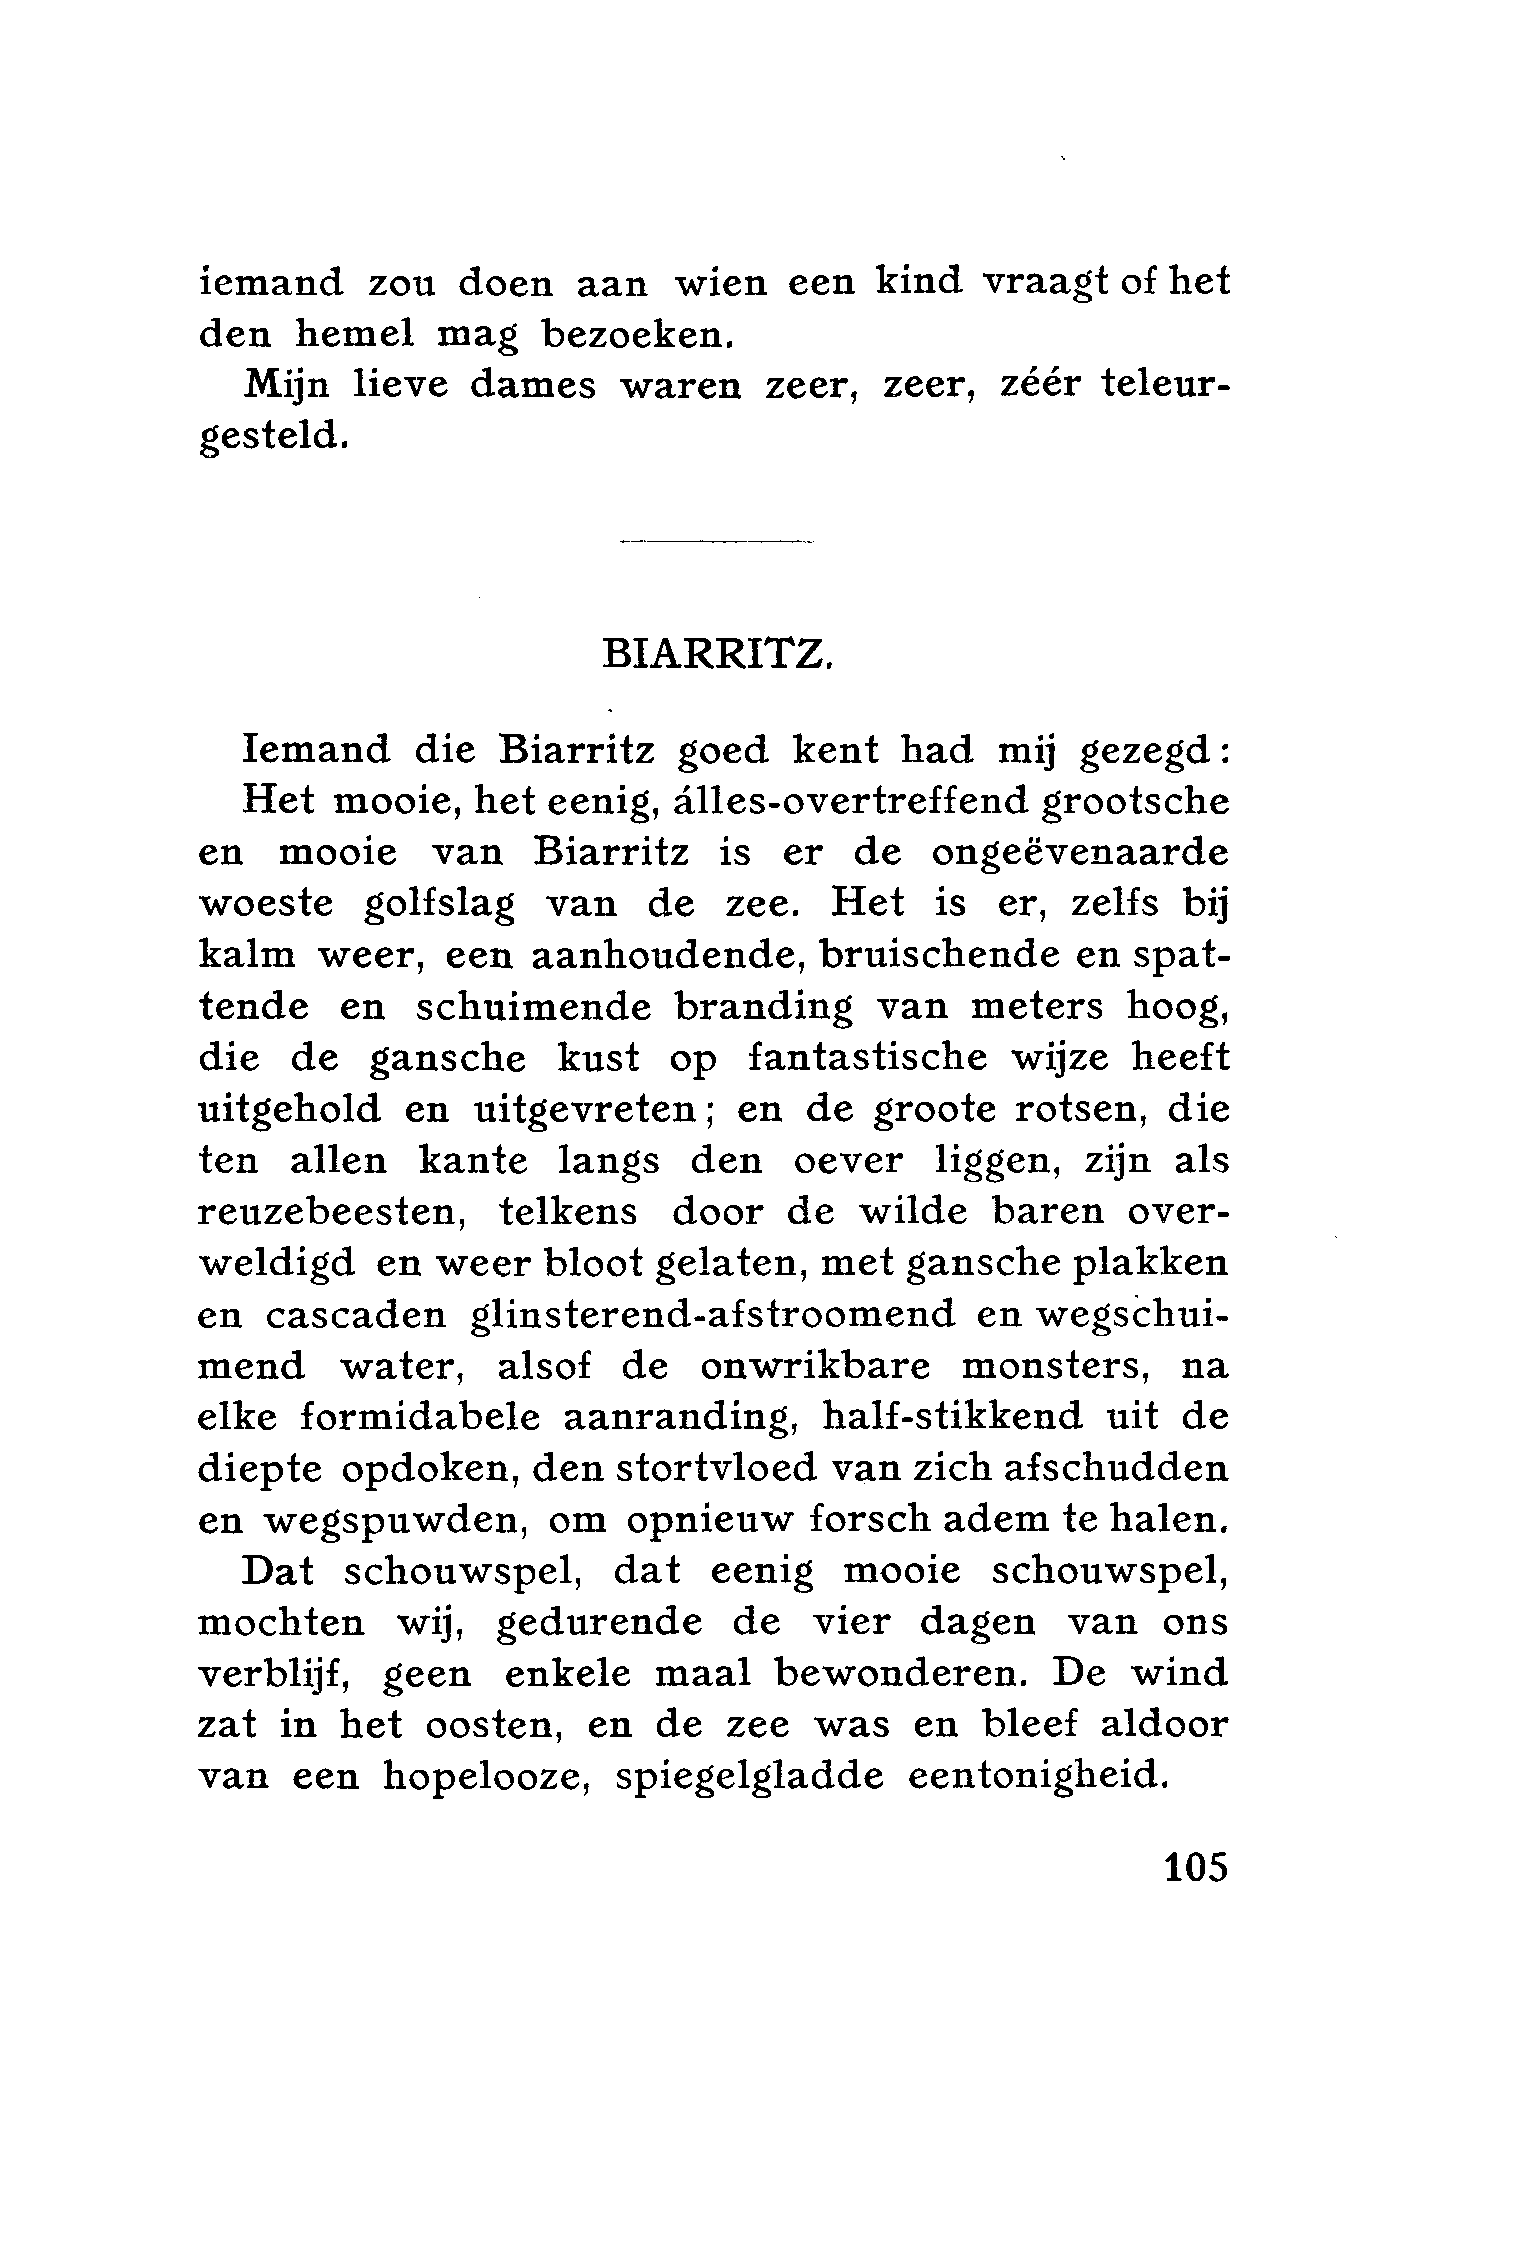 iemand zou doen aan wien een kind vraagt of het
den hemel mag bezoeken.
Mijn lieve dames waren zeer, zeer, zéér teleur-
gesteld.
BIARRITZ.
Iemand die Biarritz goed kent had mij gezegd:
Het mooie, het eenig, álles-overtreffend grootsche
en mooie van Biarritz is er de ongeëvenaarde
woeste golfslag van de zee. Het is er, zelfs bij
kalm weer, een aanhoudende, bruischende en spat-
tende en schuimende branding van meters hoog,
die de gansche kust op fantastische wijze heeft
uitgehold en uitgevreten; en de groote rotsen, die
ten allen kante langs den oever liggen, zijn als
reuzebeesten, telkens door de wilde baren over-
weldigd en weer bloot gelaten, met gansche plakken
en cascaden glinsterend-afstroomend en wegschui-
mend water, alsof de onwrikbare monsters, na
elke formidabele aanranding, half-stikkend uit de
diepte opdoken, den stortvloed van zich afschudden
en wegspuwden, om opnieuw forsch adem te halen.
Dat schouwspel, dat eenig mooie schouwspel,
mochten wij, gedurende de vier dagen van ons
verblijf, geen enkele maal bewonderen. De wind
zat in het oosten, en de zee was en bleef aldoor
van een hopelooze, spiegelgladde eentonigheid.
105